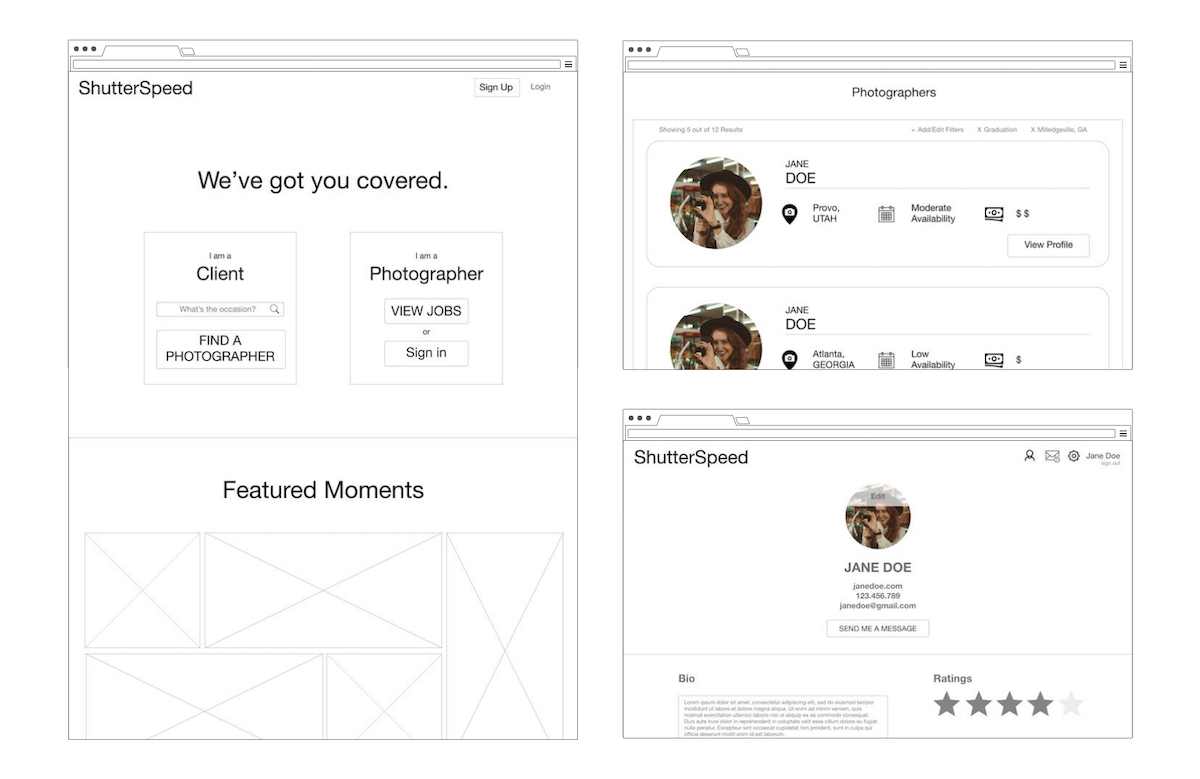 ShutterSpeed
Sign Up
Login
We've got you covered.
I am a
Client
What's the occasion?
FIND A
PHOTOGRAPHER
I am a
Photographer
VIEW JOBS
or
Sign in
Featured Moments
Photographers
Showing 5 out of 12 Results
+ Add/Edit Filters
X Graduation
X Milledgeville, GA
JANE
DOE
Provo,
UTAH
Moderate
Availability
$ $
View Profile
JANE
DOE
Atlanta,
GEORGIA
Low
Availability
$
ShutterSpeed
Jane Doe
sign out
Edit
JANE DOE
janedoe.com
123.456.789
janedoe@gmail.com
SEND ME A MESSAGE
Bio
Ratings
Lorem ipsum dolor sit amet, consectetur adipiscing elit, sed do eiusmod tempor
incididunt ut labore et dolore magna aliqua. Ut enim ad minim veniam, quis
nostrud exercitation ullamco laboris nisi ut aliquip ex ea commodo consequat.
Duis aute irure dolor in reprehenderit in voluptate velit esse cillum dolore eu fugiat
nulla pariatur. Excepteur sint occaecat cupidatat non proident, sunt in culpa qui
officia deserunt mollit anim id est laborum.